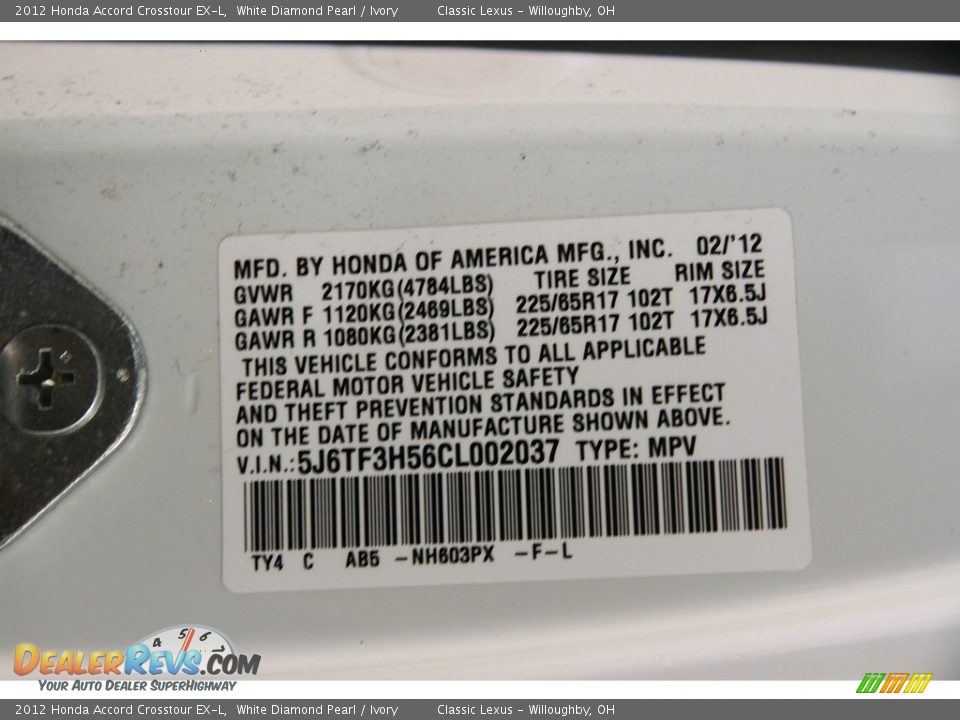 2012 Honda Accord Crosstour EX-L, White Diamond Pearl / Ivory Classic Lexus - Willoughby, OH
MFD. BY HONDA OF AMERICA MFG., INC. 02/'12
GVWR 2170KG(4784LBS) TIRE SIZE RIM SIZE
GAWR F 1120KG(2469LBS) 225/65R17 102T 17X6.5J
GAWR R 1080KG(2381LBS) 225/65R17 102T 17X6.5J
THIS VEHICLE CONFORMS TO ALL APPLICABLE
FEDERAL MOTOR VEHICLE SAFETY
AND THEFT PREVENTION STANDARDS IN EFFECT
ON THE DATE OF MANUFACTURE SHOWN ABOVE.
V.I.N.:5J6TF3H56CL002037 TYPE: MPV
TY4 C AB5 -NH603PX -F-L
4 5 6 7
DEALERREVS.COM
YOUR AUTO DEALER SUPERHIGHWAY
2012 Honda Accord Crosstour EX-L, White Diamond Pearl / Ivory Classic Lexus - Willoughby, OH